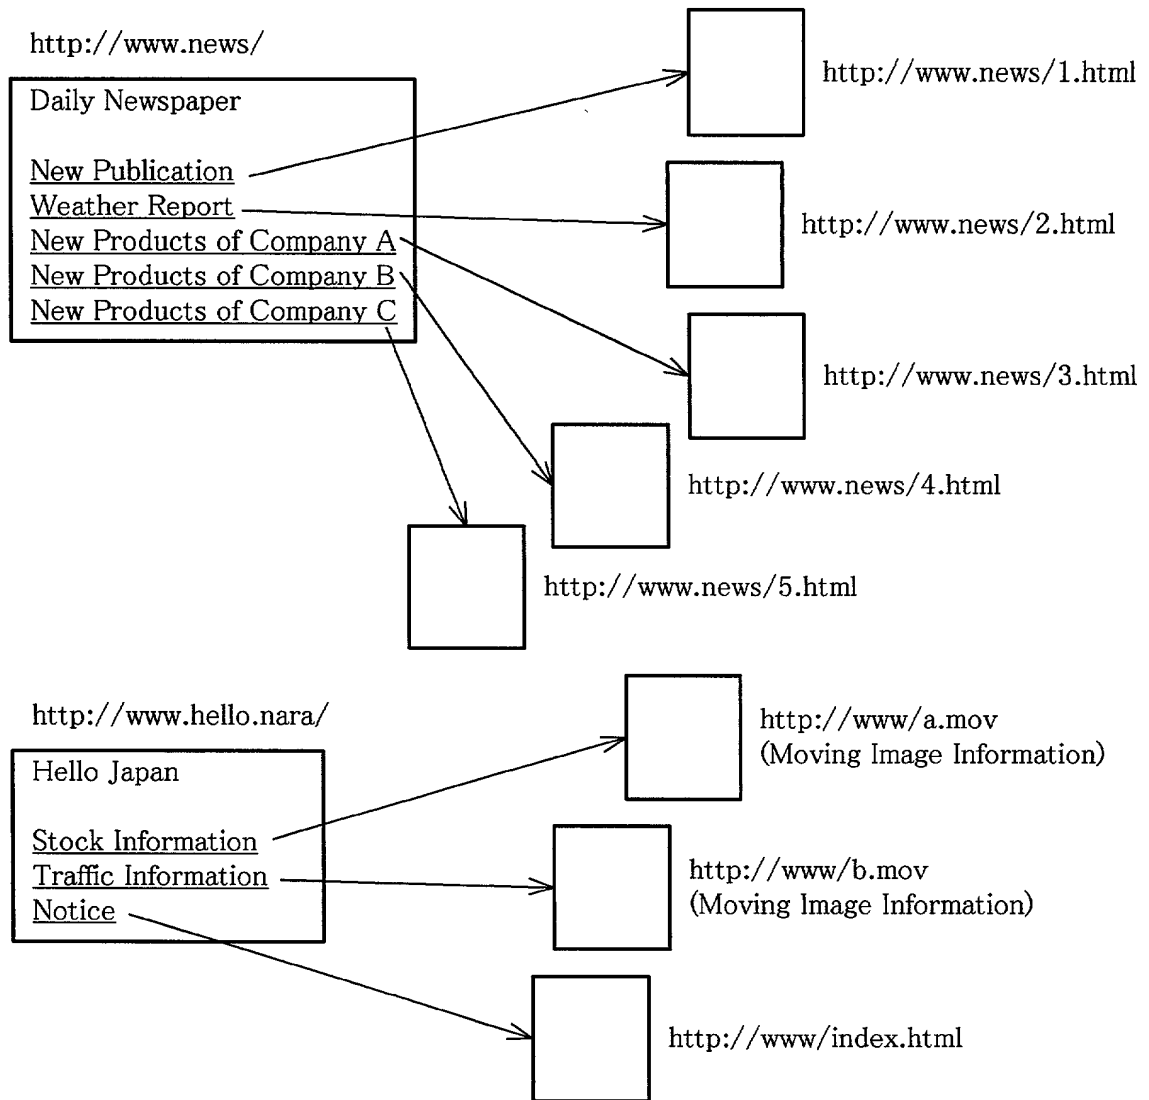 http://www.news/
Daily Newspaper
New Publication
Weather Report
New Products of Company A
New Products of Company B
New Products of Company C
http://www.news/1.html
http://www.news/2.html
http://www.news/3.html
http://www.news/4.html
http://www.news/5.html
http://www.hello.nara/
Hello Japan
Stock Information
Traffic Information
Notice
http://www/a.mov
(Moving Image Information)
http://www/b.mov
(Moving Image Information)
http://www/index.html